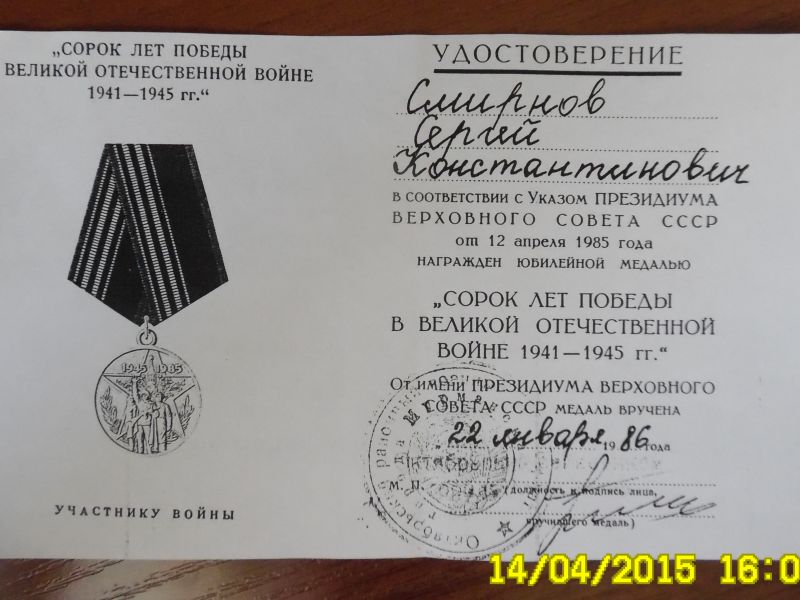 „СОРОК ЛЕТ ПОБЕДЫ
ВЕЛИКОЙ ОТЕЧЕСТВЕННОЙ ВОЙНЕ
1941—1945 гг.“
1945 1985
УЧАСТНИКУ ВОЙНЫ
УДОСТОВЕРЕНИЕ
Смирнов
Сергей
Константинович
В СООТВЕТСТВИИ С УКАЗОМ ПРЕЗИДИУМА
ВЕРХОВНОГО СОВЕТА СССР
от 12 апреля 1985 года
НАГРАЖДЕН ЮБИЛЕЙНОЙ МЕДАЛЬЮ
„СОРОК ЛЕТ ПОБЕДЫ
В ВЕЛИКОЙ ОТЕЧЕСТВЕННОЙ
ВОЙНЕ 1941—1945 гг.“
ОТ ИМЕНИ ПРЕЗИДИУМА ВЕРХОВНОГО
СОВЕТА СССР МЕДАЛЬ ВРУЧЕНА
„22 января 1986 года
М. П.
(должность и подпись лица,
вручившего медаль)
Октябрьский
14/04/2015 16:0